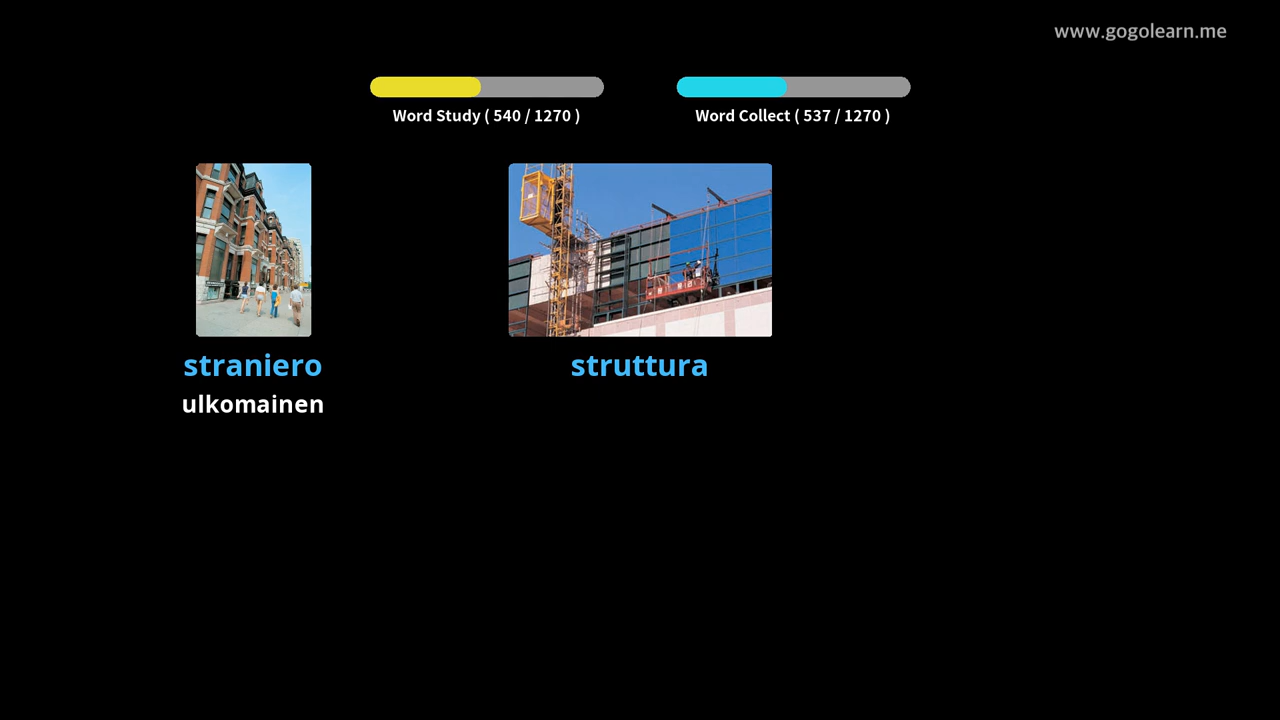 www.gogolearn.me
Word Study ( 540 / 1270 )
Word Collect ( 537 / 1270 )
straniero
struttura
ulkomainen